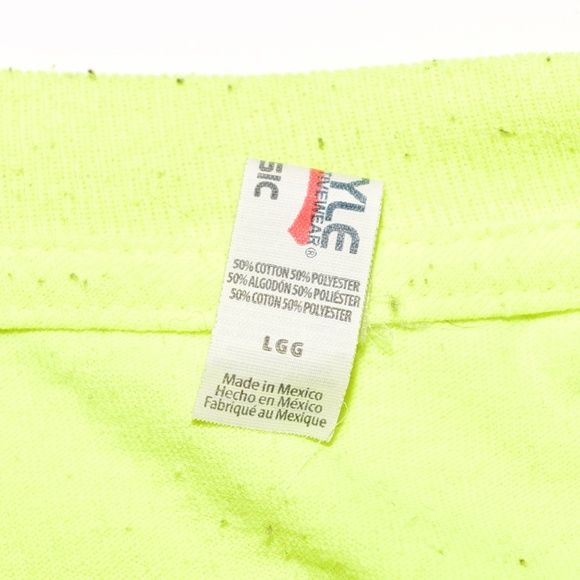 SIC
YLE
TIVEWEAR®
50% COTTON 50% POLYESTER
50% ALGODÓN 50% POLIÉSTER
50% COTON 50% POLYESTER
LGG
Made in Mexico
Hecho en México
Fabriqué au Mexique